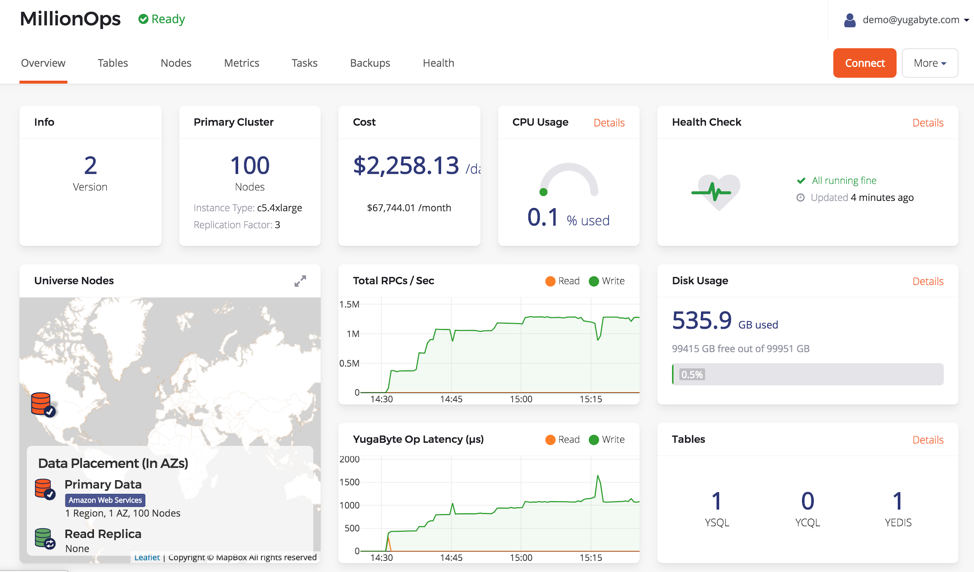 MillionOps Ready
demo@yugabyte.com
Overview Tables Nodes Metrics Tasks Backups Health
Connect More
Info
2
Version
Primary Cluster
100
Nodes
Instance Type: c5.4xlarge
Replication Factor: 3
Cost
$2,258.13 /da
$67,744.01 /month
CPU Usage Details
0.1 % used
Health Check Details
All running fine
Updated 4 minutes ago
Universe Nodes
Data Placement (In AZs)
Primary Data
Amazon Web Services
1 Region, 1 AZ, 100 Nodes
Read Replica
None
Leaflet | Copyright © MapBox All rights reserved
Total RPCs / Sec Read Write
1.5M
1M
0.5M
0
14:30 14:45 15:00 15:15
YugaByte Op Latency (μs) Read Write
2000
1500
1000
500
0
14:30 14:45 15:00 15:15
Disk Usage Details
535.9 GB used
99415 GB free out of 99951 GB
0.5%
Tables Details
1 0 1
YSQL YCQL YEDIS